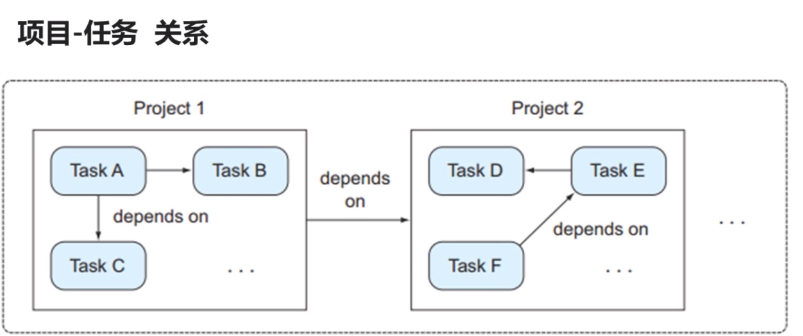 项目-任务 关系
Project 1
Project 2
Task A
Task B
depends on
Task C
. . .
depends
on
Task D
Task E
depends on
Task F
. . .
. . .